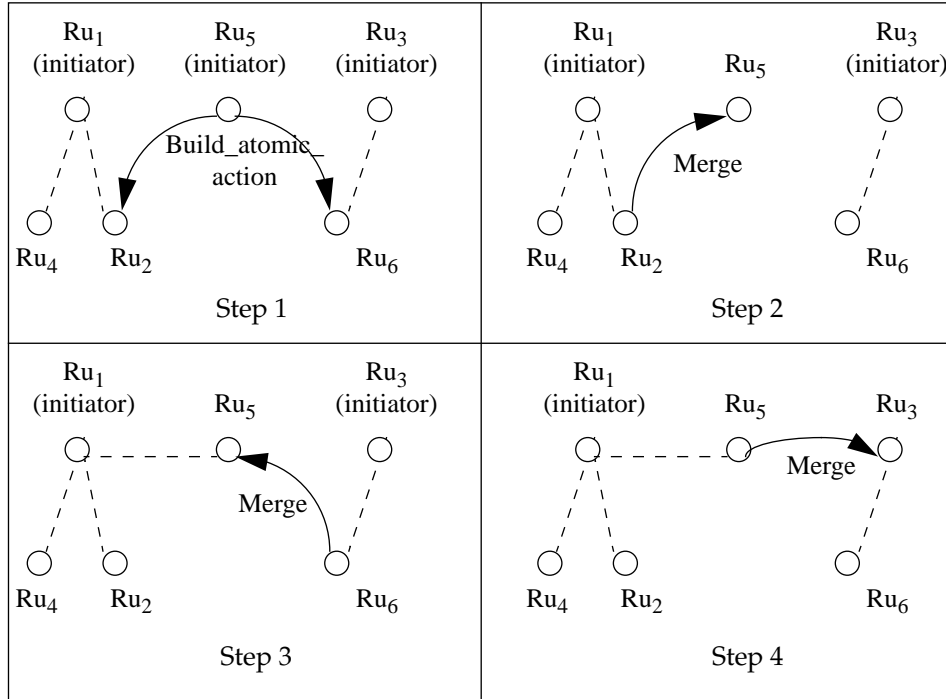 Ru1 Ru5 Ru3
(initiator) (initiator) (initiator)
Build_atomic_
action
Ru4 Ru2 Ru6
Step 1
Ru1 Ru5 Ru3
(initiator) (initiator)
Merge
Ru4 Ru2 Ru6
Step 2
Ru1 Ru5 Ru3
(initiator) (initiator)
Merge
Ru4 Ru2 Ru6
Step 3
Ru1 Ru5 Ru3
(initiator)
Merge
Ru4 Ru2 Ru6
Step 4